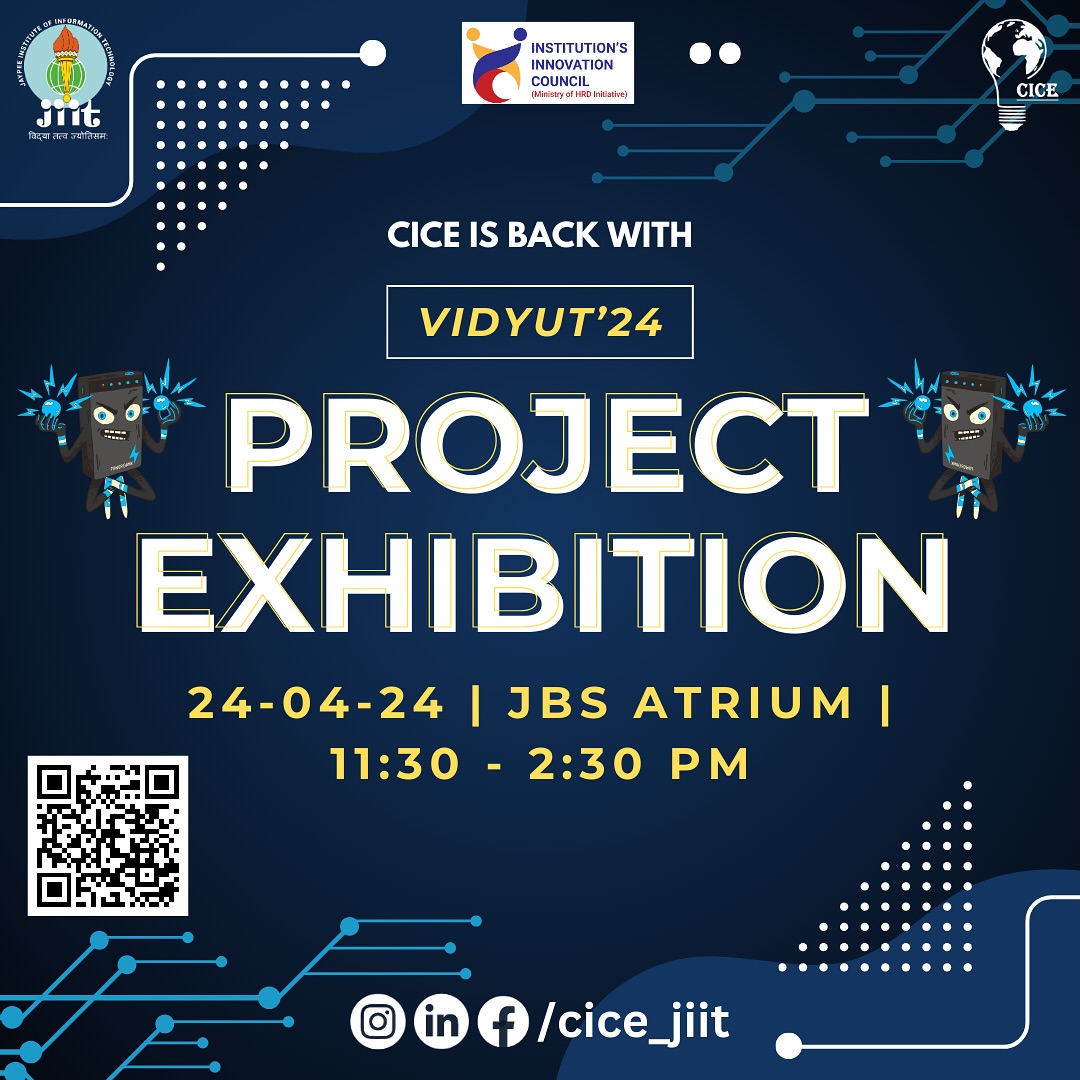 JAYPEE INSTITUTE OF INFORMATION TECHNOLOGY
jiit
विद्या तत्व ज्योतिसमः
INSTITUTION'S
INNOVATION
COUNCIL
(Ministry of HRD Initiative)
CICE
CICE IS BACK WITH
VIDYUT’24
PROJECT
EXHIBITION
24-04-24 | JBS ATRIUM |
11:30 - 2:30 PM
/cice_jiit